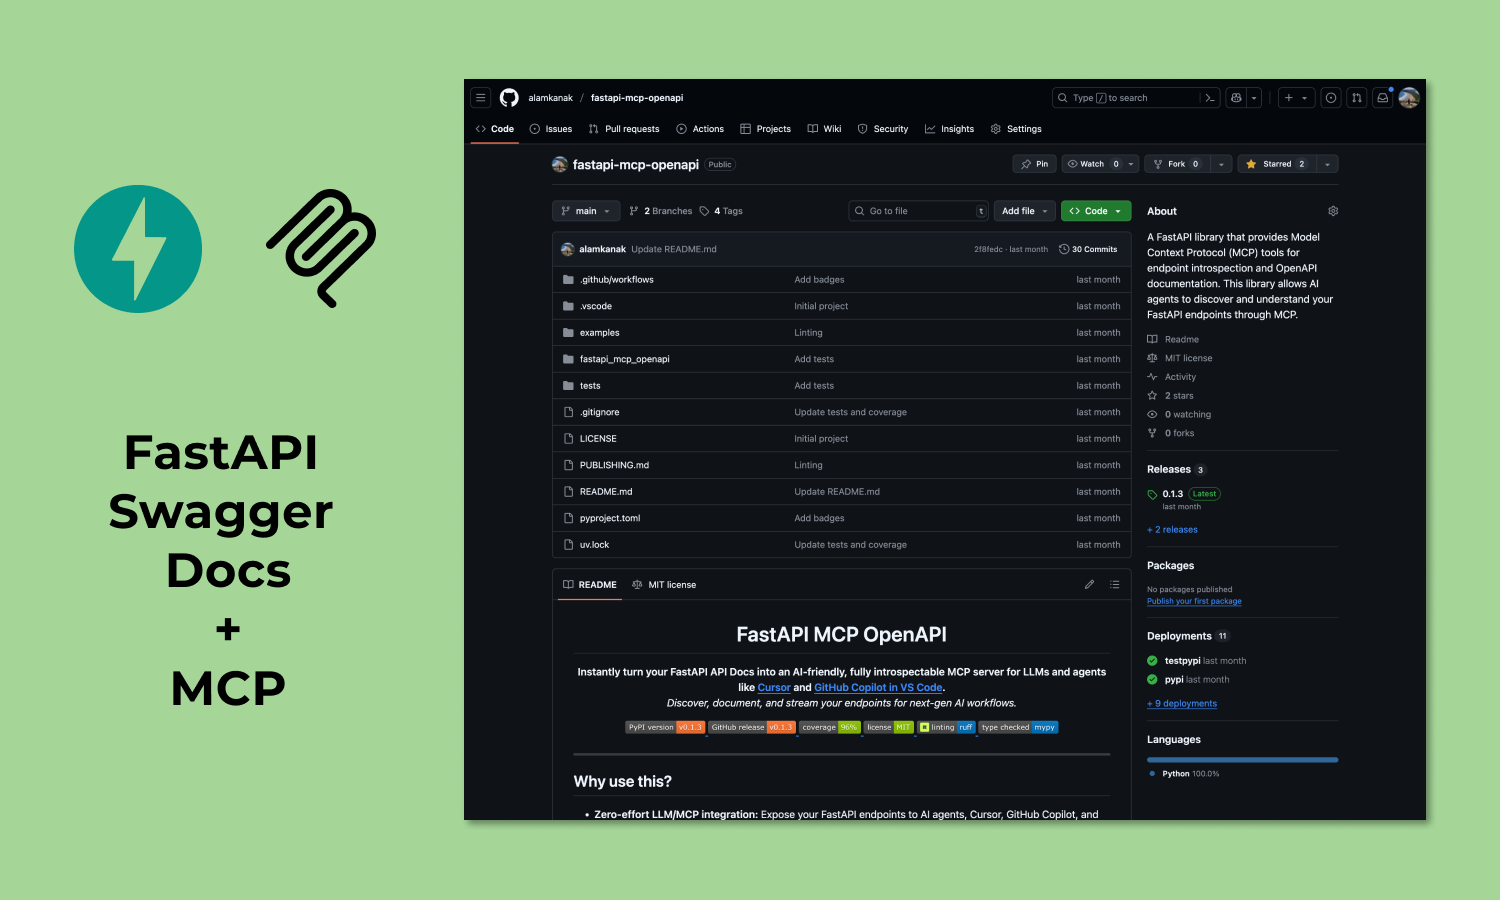 FastAPI
Swagger
Docs
+
MCP
alamkanak / fastapi-mcp-openapi
Type / to search
Code Issues Pull requests Actions Projects Wiki Security Insights Settings
fastapi-mcp-openapi Public
Pin Watch 0 Fork 0 Starred 2
main 2 Branches 4 Tags Go to file t Add file Code
alamkanak Update README.md 2f8fedc · last month 30 Commits
.github/workflows Add badges last month
.vscode Initial project last month
examples Linting last month
fastapi_mcp_openapi Add tests last month
tests Add tests last month
.gitignore Update tests and coverage last month
LICENSE Initial project last month
PUBLISHING.md Linting last month
README.md Update README.md last month
pyproject.toml Add badges last month
uv.lock Update tests and coverage last month
README MIT license
FastAPI MCP OpenAPI
Instantly turn your FastAPI API Docs into an AI-friendly, fully introspectable MCP server for LLMs and agents
like Cursor and GitHub Copilot in VS Code.
Discover, document, and stream your endpoints for next-gen AI workflows.
PyPI version v0.1.3 GitHub release v0.1.3 coverage 96% license MIT linting ruff type checked mypy
Why use this?
• Zero-effort LLM/MCP integration: Expose your FastAPI endpoints to AI agents, Cursor, GitHub Copilot, and
About
A FastAPI library that provides Model
Context Protocol (MCP) tools for
endpoint introspection and OpenAPI
documentation. This library allows AI
agents to discover and understand your
FastAPI endpoints through MCP.
Readme
MIT license
Activity
2 stars
0 watching
0 forks
Releases 3
0.1.3 Latest
last month
+ 2 releases
Packages
No packages published
Publish your first package
Deployments 11
testpypi last month
pypi last month
+ 9 deployments
Languages
Python 100.0%